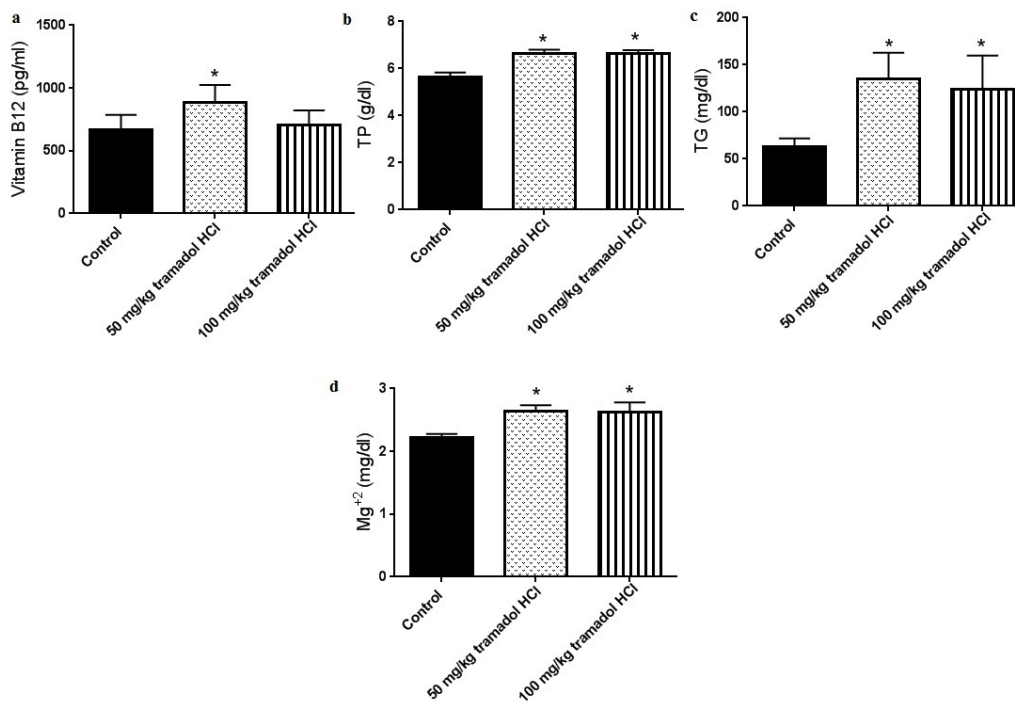 a
Vitamin B12 (pg/ml)
1500
1000
500
0
*
Control
50 mg/kg tramadol HCl
100 mg/kg tramadol HCl
b
TP (g/dl)
8
6
4
2
0
*
*
Control
50 mg/kg tramadol HCl
100 mg/kg tramadol HCl
c
TG (mg/dl)
200
150
100
50
0
*
*
Control
50 mg/kg tramadol HCl
100 mg/kg tramadol HCl
d
Mg+2 (mg/dl)
3
2
1
0
*
*
Control
50 mg/kg tramadol HCl
100 mg/kg tramadol HCl